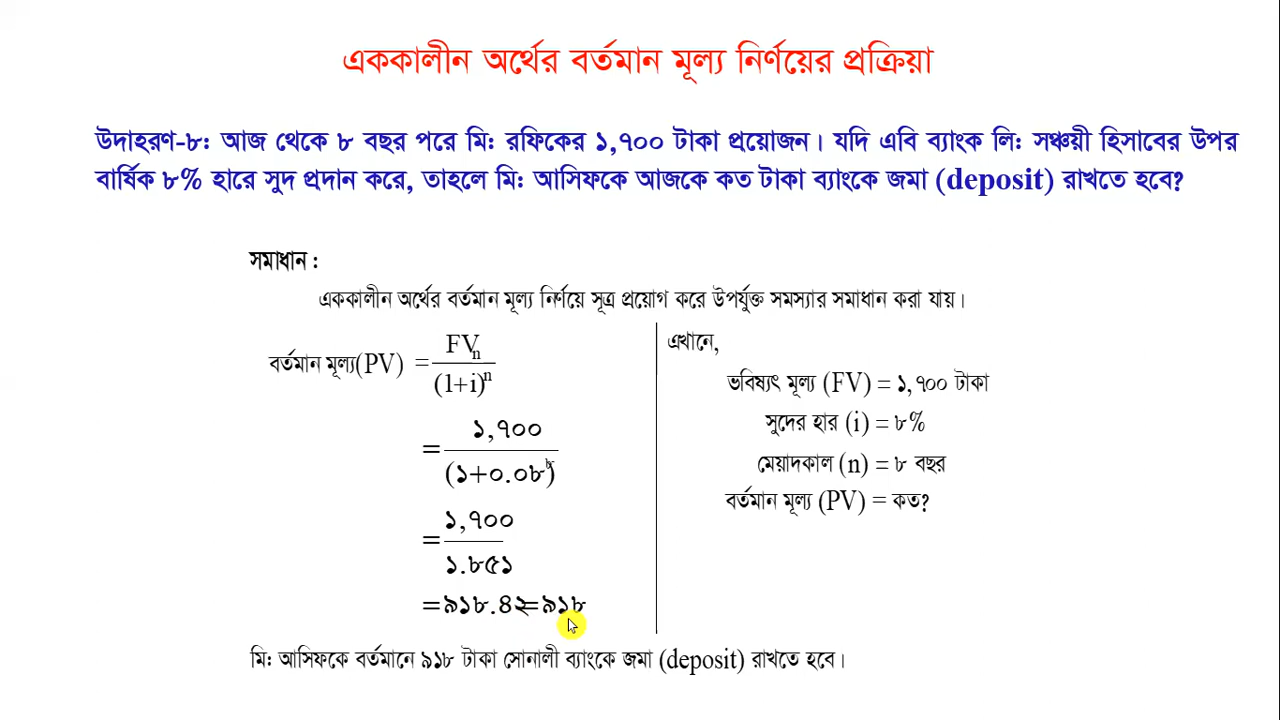 এককালীন অর্থের বর্তমান মূল্য নির্ণয়ের প্রক্রিয়া
উদাহরণ-৮: আজ থেকে ৮ বছর পরে মি: রফিকের ১,৭০০ টাকা প্রয়োজন। যদি এবি ব্যাংক লি: সঞ্চয়ী হিসাবের উপর
বার্ষিক ৮% হারে সুদ প্রদান করে, তাহলে মি: আসিফকে আজকে কত টাকা ব্যাংকে জমা (deposit) রাখতে হবে?
সমাধান :
এককালীন অর্থের বর্তমান মূল্য নির্ণয়ে সূত্র প্রয়োগ করে উপর্যুক্ত সমস্যার সমাধান করা যায়।
বর্তমান মূল্য(PV) = FVn / (1+i)^n
= ১,৭০০ / (১+০.০৮)^৮
= ১,৭০০ / ১.৮৫১
=৯১৮.৪২=৯১৮
এখানে,
ভবিষ্যৎ মূল্য (FV) = ১,৭০০ টাকা
সুদের হার (i) = ৮%
মেয়াদকাল (n) = ৮ বছর
বর্তমান মূল্য (PV) = কত?
মি: আসিফকে বর্তমানে ৯১৮ টাকা সোনালী ব্যাংকে জমা (deposit) রাখতে হবে।